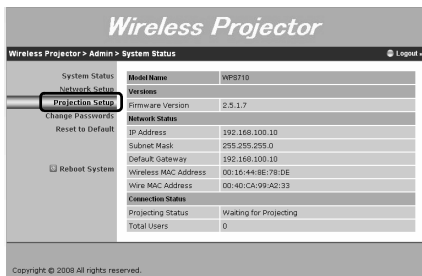 Wireless Projector
Wireless Projector > Admin > System Status
Logout
System Status
Network Setup
Projection Setup
Change Passwords
Reset to Default
Reboot System
Model Name WP8710
Versions
Firmware Version 2.5.1.7
Network Status
IP Address 192.168.100.10
Subnet Mask 255.255.255.0
Default Gateway 192.168.100.10
Wireless MAC Address 00:16:44:8E:78:DE
Wire MAC Address 00:40:CA:99:A2:33
Connection Status
Projecting Status Waiting for Projecting
Total Users 0
Copyright @ 2008 All rights reserved.